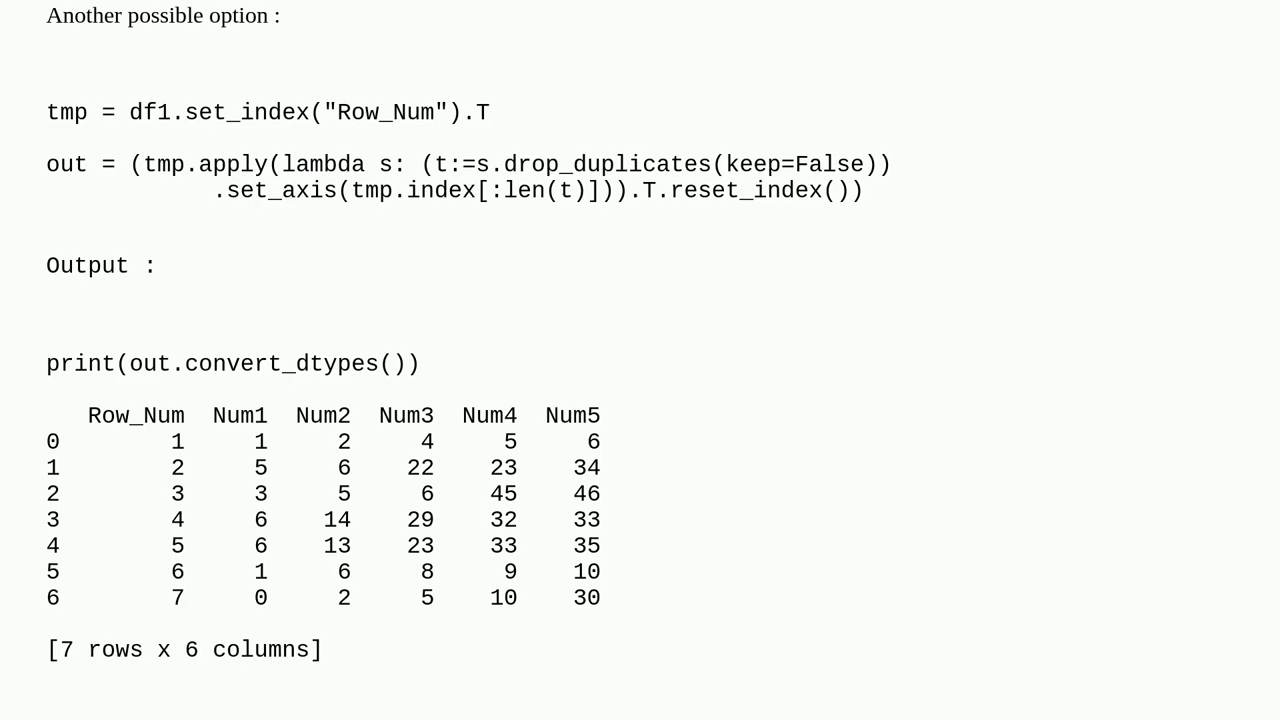 Another possible option :
tmp = df1.set_index("Row_Num").T
out = (tmp.apply(lambda s: (t:=s.drop_duplicates(keep=False))
            .set_axis(tmp.index[:len(t)])).T.reset_index())
Output :
print(out.convert_dtypes())
   Row_Num  Num1  Num2  Num3  Num4  Num5
0        1     1     2     4     5     6
1        2     5     6    22    23    34
2        3     3     5     6    45    46
3        4     6    14    29    32    33
4        5     6    13    23    33    35
5        6     1     6     8     9    10
6        7     0     2     5    10    30
[7 rows x 6 columns]